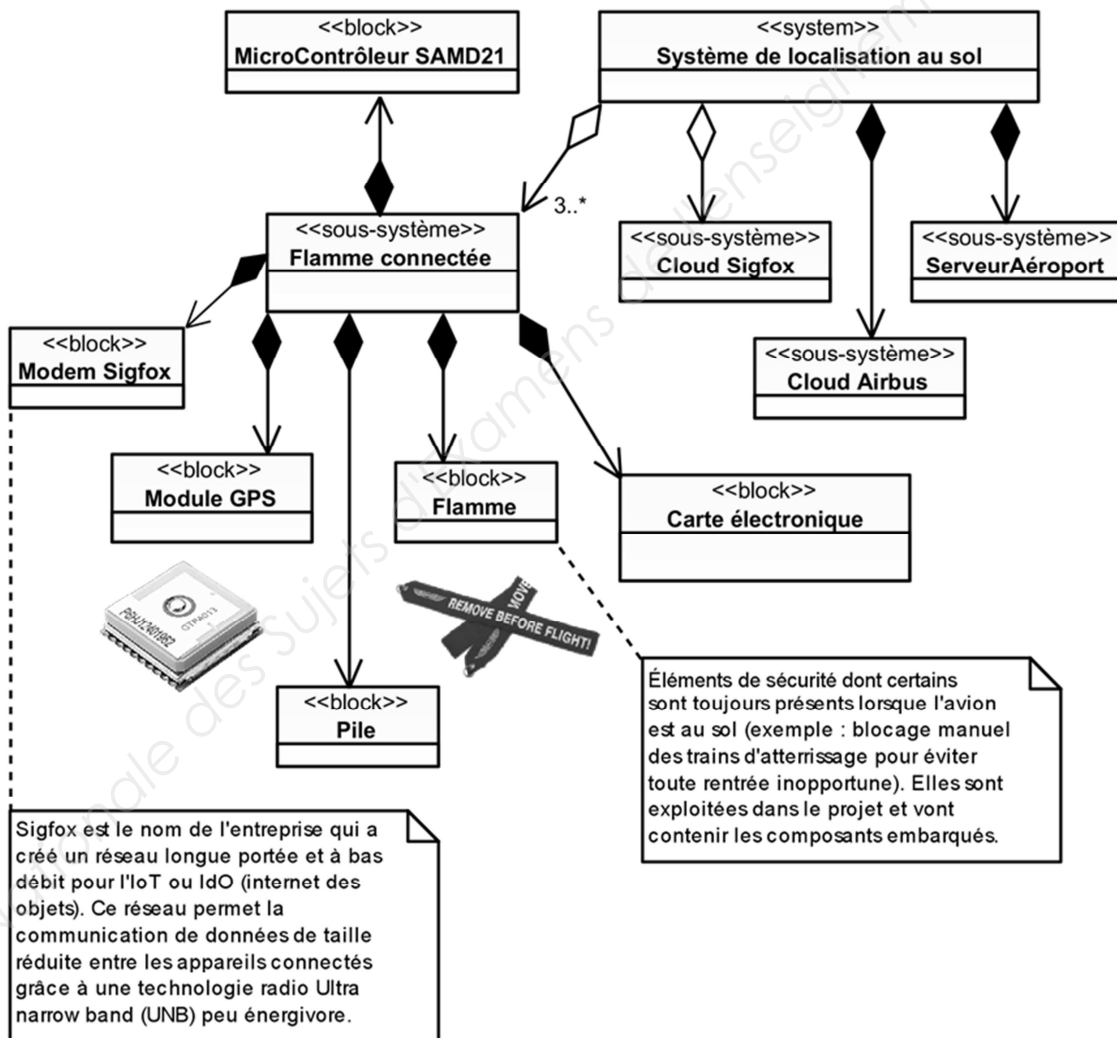 <<block>>
MicroContrôleur SAMD21
<<system>>
Système de localisation au sol
3..*
<<sous-système>>
Flamme connectée
<<sous-système>>
Cloud Sigfox
<<sous-système>>
ServeurAéroport
<<block>>
Modem Sigfox
<<sous-système>>
Cloud Airbus
<<block>>
Module GPS
<<block>>
Flamme
<<block>>
Carte électronique
REMOVE BEFORE FLIGHT!
MOVE
<<block>>
Pile
Éléments de sécurité dont certains
sont toujours présents lorsque l'avion
est au sol (exemple : blocage manuel
des trains d'atterrissage pour éviter
toute rentrée inopportune). Elles sont
exploitées dans le projet et vont
contenir les composants embarqués.
Sigfox est le nom de l'entreprise qui a
créé un réseau longue portée et à bas
débit pour l'IoT ou IdO (internet des
objets). Ce réseau permet la
communication de données de taille
réduite entre les appareils connectés
grâce à une technologie radio Ultra
narrow band (UNB) peu énergivore.
des Sujets d'Examens de l'enseignem